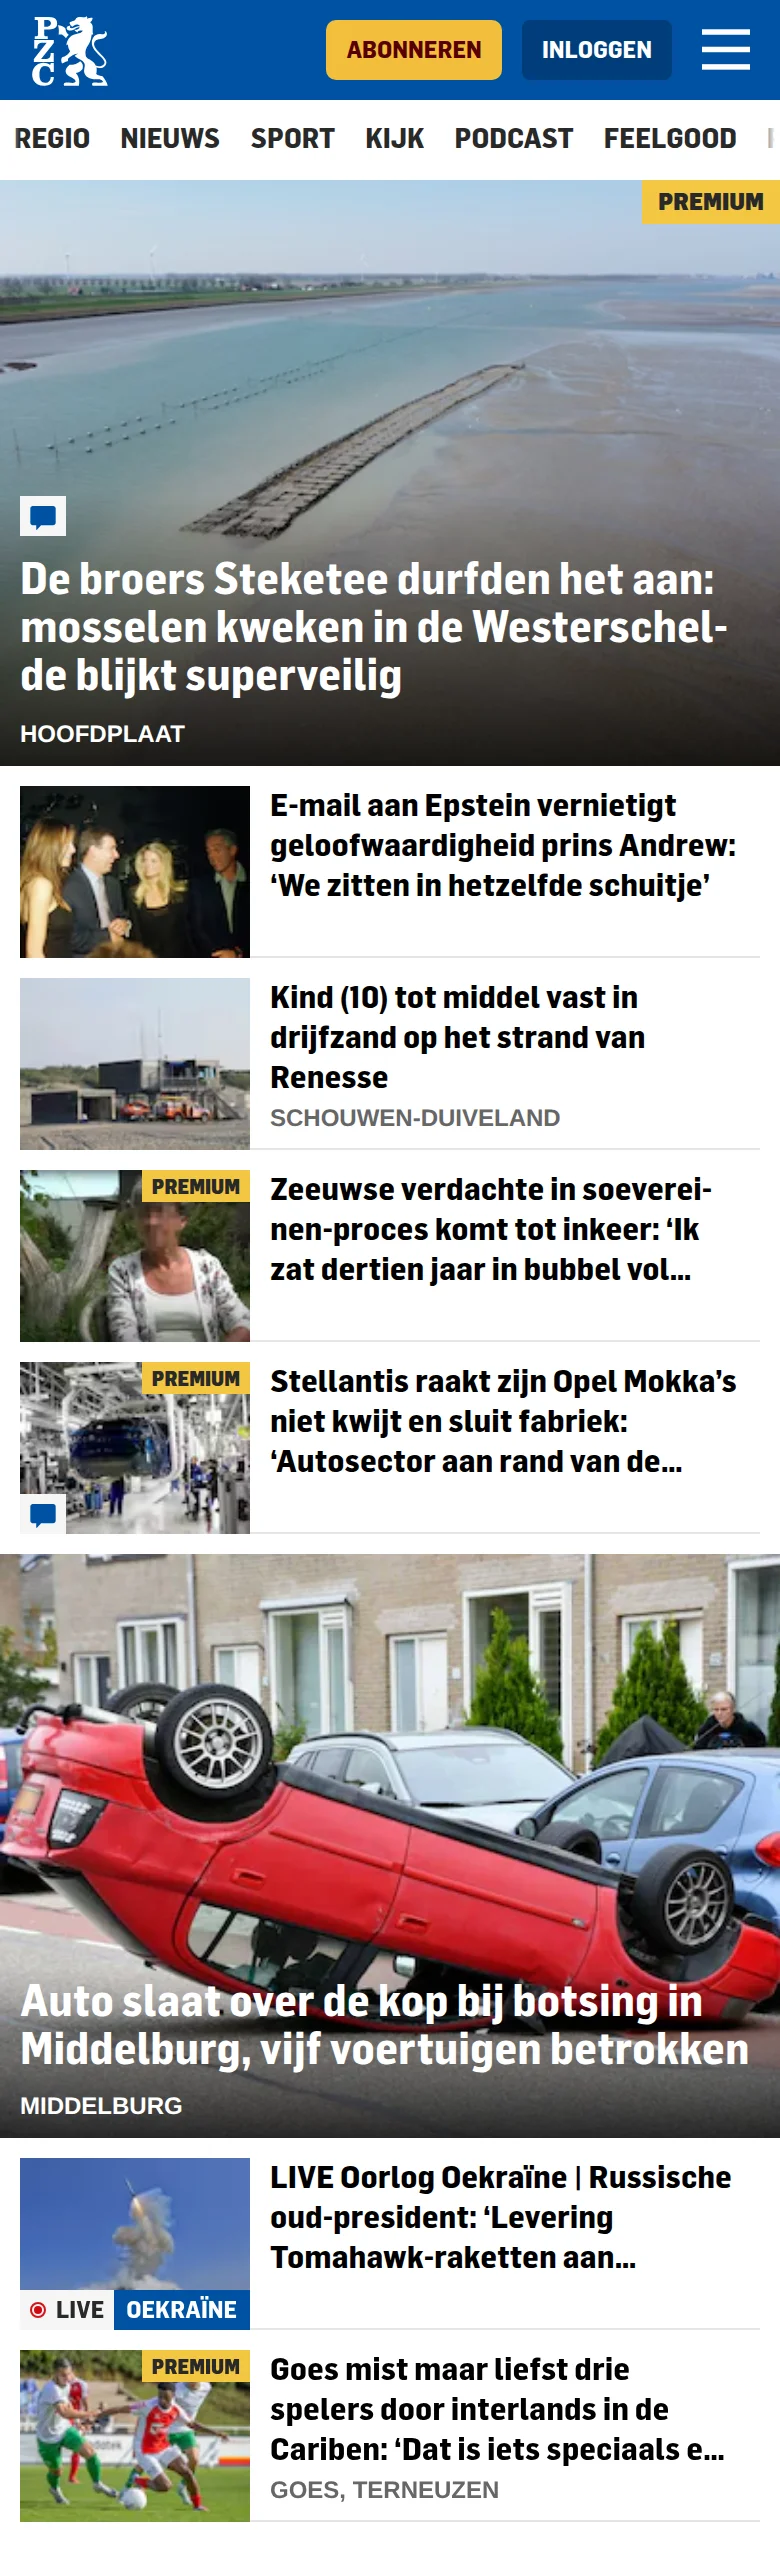 PZC
ABONNEREN
INLOGGEN
REGIO NIEUWS SPORT KIJK PODCAST FEELGOOD
PREMIUM
De broers Steketee durfden het aan:
mosselen kweken in de Westerschel-
de blijkt superveilig
HOOFDPLAAT
E-mail aan Epstein vernietigt
geloofwaardigheid prins Andrew:
‘We zitten in hetzelfde schuitje’
Kind (10) tot middel vast in
drijfzand op het strand van
Renesse
SCHOUWEN-DUIVELAND
PREMIUM
Zeeuwse verdachte in soeverei-
nen-proces komt tot inkeer: ‘Ik
zat dertien jaar in bubbel vol...
PREMIUM
Stellantis raakt zijn Opel Mokka’s
niet kwijt en sluit fabriek:
‘Autosector aan rand van de...
Auto slaat over de kop bij botsing in
Middelburg, vijf voertuigen betrokken
MIDDELBURG
LIVE Oorlog Oekraïne | Russische
oud-president: ‘Levering
Tomahawk-raketten aan...
LIVE OEKRAÏNE
PREMIUM
Goes mist maar liefst drie
spelers door interlands in de
Cariben: ‘Dat is iets speciaals e...
GOES, TERNEUZEN